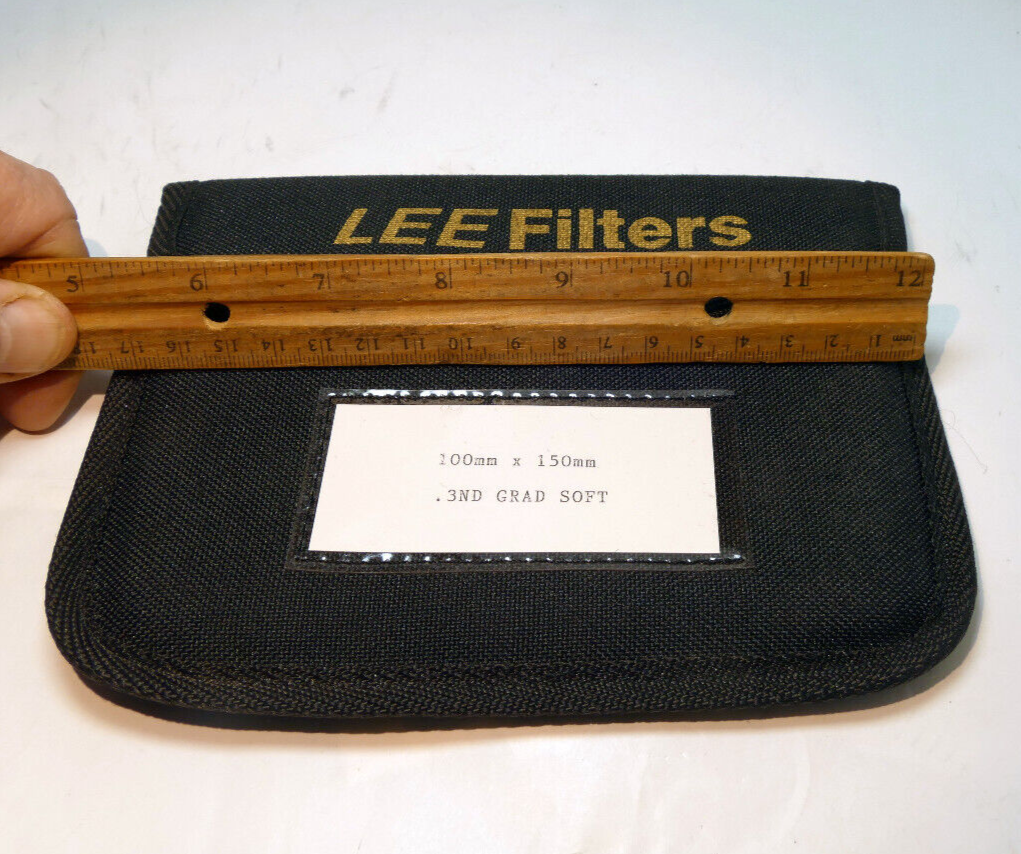 LEE Filters
5 6 7 8 9 10 11 12
17 16 15 14 13 12 11 10 9 8 7 6 5 4 3 2 1mm
100mm x 150mm
.3ND GRAD SOFT